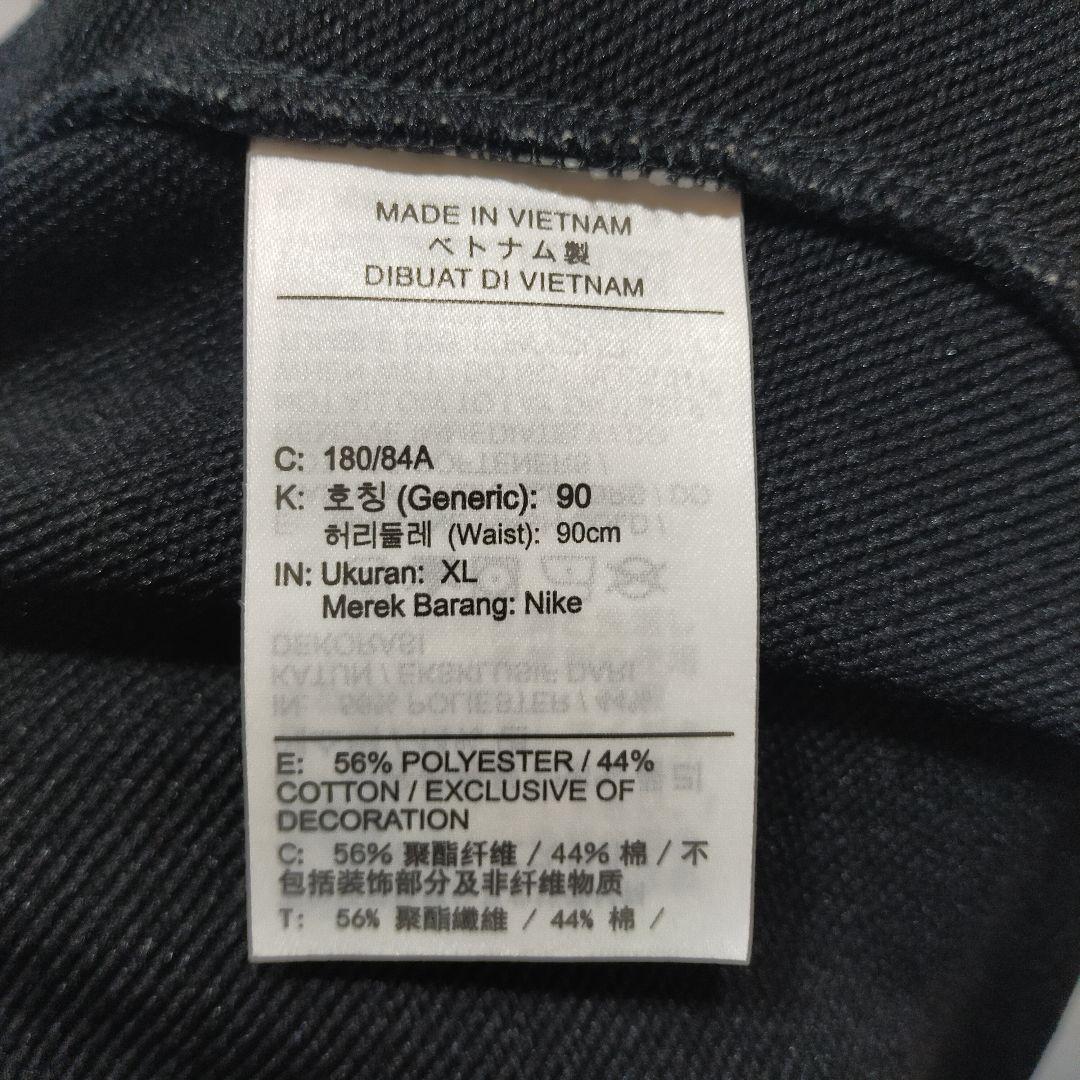 MADE IN VIETNAM
ベトナム製
DIBUAT DI VIETNAM
C: 180/84A
K: 호칭 (Generic): 90
허리둘레 (Waist): 90cm
IN: Ukuran: XL
Merek Barang: Nike
E: 56% POLYESTER / 44%
COTTON / EXCLUSIVE OF
DECORATION
C: 56% 聚酯纤维 / 44% 棉 / 不
包括装饰部分及非纤维物质
T: 56% 聚酯纖維 / 44% 棉 /